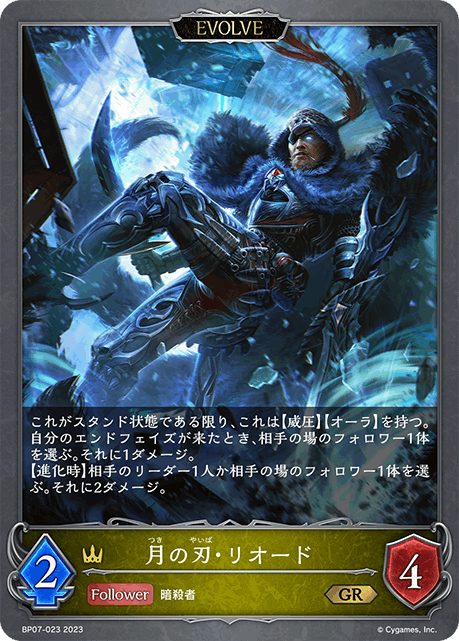 EVOLVE
これがスタンド状態である限り、これは【威圧】【オーラ】を持つ。
自分のエンドフェイズが来たとき、相手の場のフォロワー1体
を選ぶ。それに1ダメージ。
【進化時】相手のリーダー1人か相手の場のフォロワー1体を選
ぶ。それに2ダメージ。
つき やいば
月の刃・リオード
2
4
Follower 暗殺者
GR
BP07-023 2023
© Cygames, Inc.